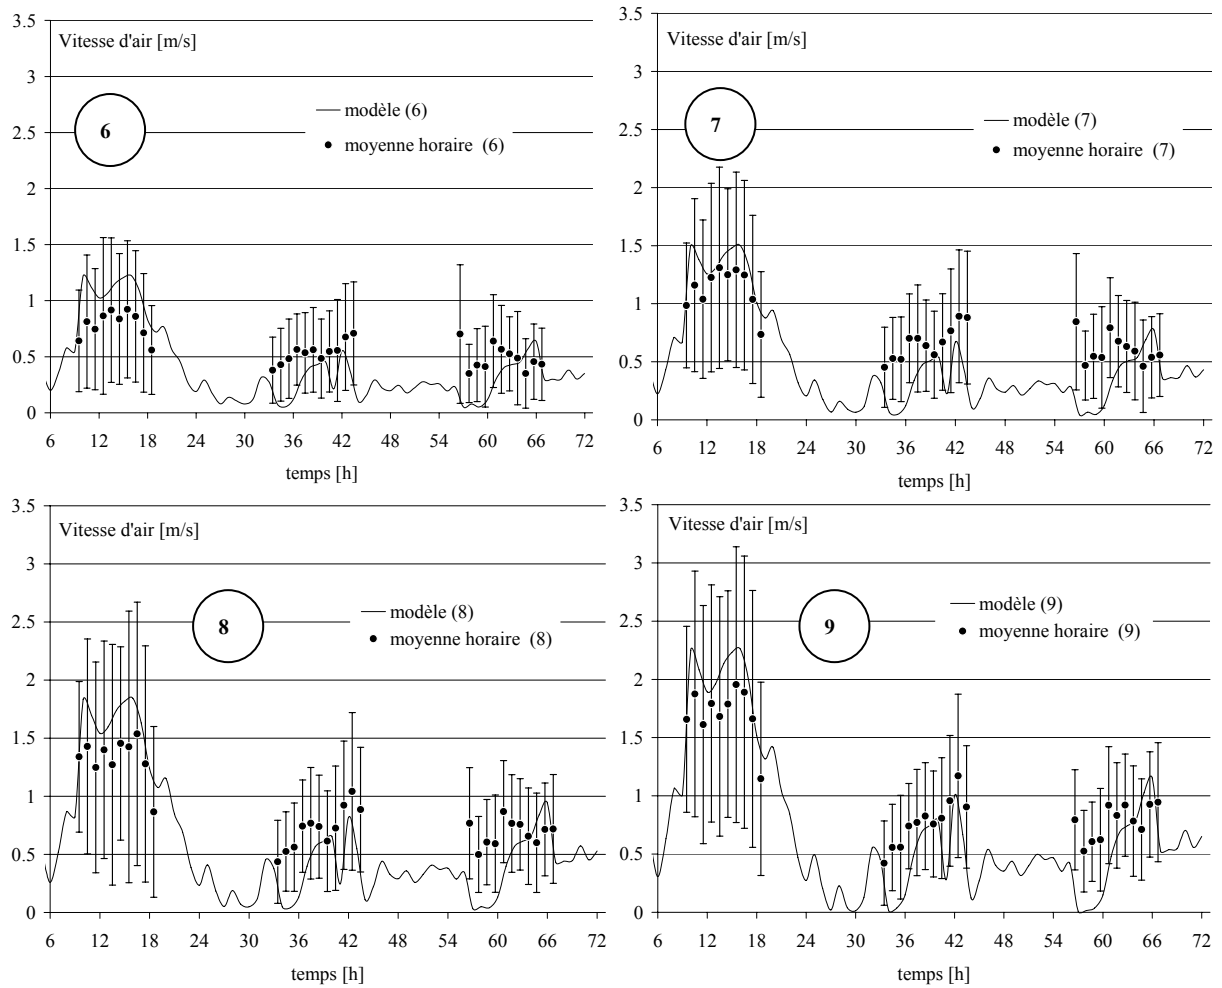 3.5
Vitesse d'air [m/s]
3
6
modèle (6)
2.5
moyenne horaire (6)
2
1.5
1
0.5
0
6 12 18 24 30 36 42 48 54 60 66 72
temps [h]
3.5
Vitesse d'air [m/s]
3
7
modèle (7)
2.5
moyenne horaire (7)
2
1.5
1
0.5
0
6 12 18 24 30 36 42 48 54 60 66 72
temps [h]
3.5
Vitesse d'air [m/s]
3
8
modèle (8)
2.5
moyenne horaire (8)
2
1.5
1
0.5
0
6 12 18 24 30 36 42 48 54 60 66 72
temps [h]
3.5
Vitesse d'air [m/s]
3
9
modèle (9)
2.5
moyenne horaire (9)
2
1.5
1
0.5
0
6 12 18 24 30 36 42 48 54 60 66 72
temps [h]